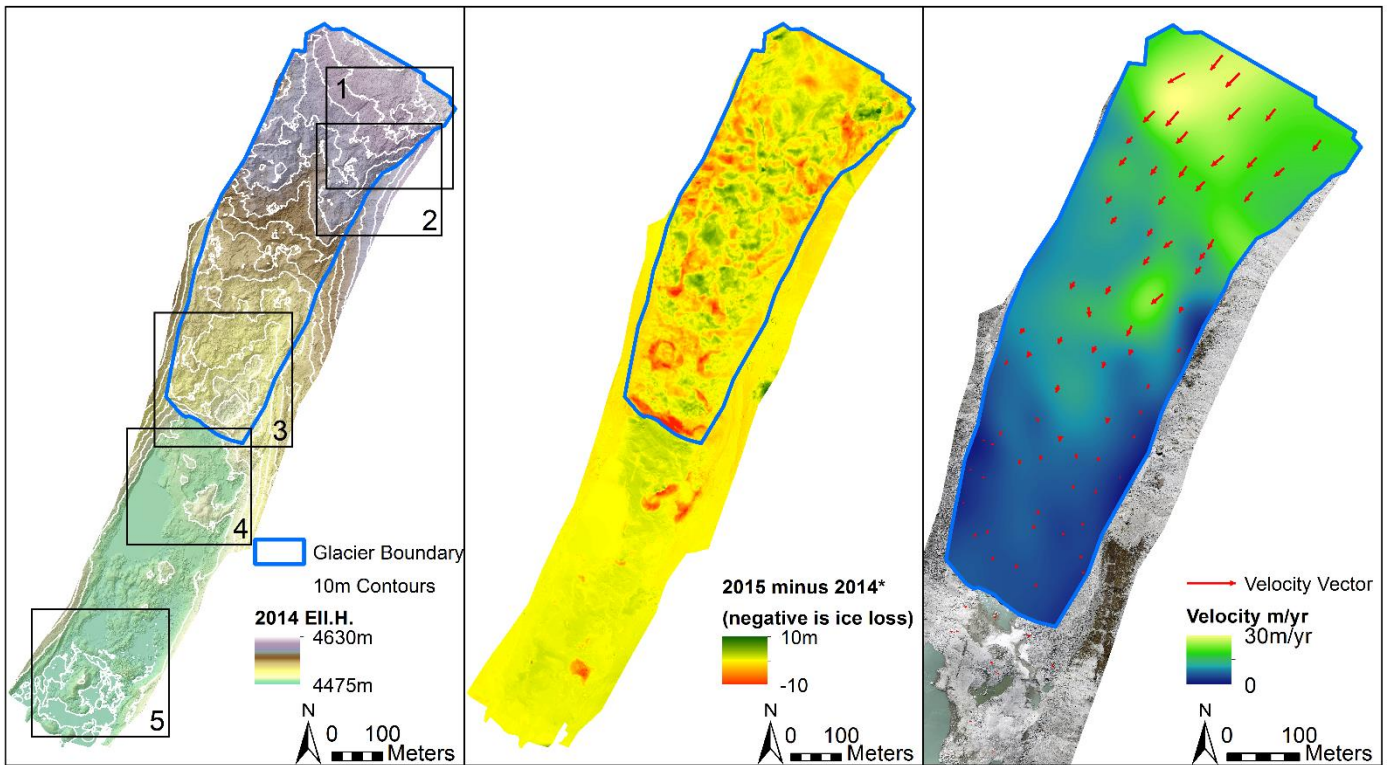 1
2
3
4
5
Glacier Boundary
10m Contours
2014 Ell.H.
4630m
4475m
N
0 100
Meters
2015 minus 2014*
(negative is ice loss)
10m
-10
N
0 100
Meters
Velocity Vector
Velocity m/yr
30m/yr
0
N
0 100
Meters